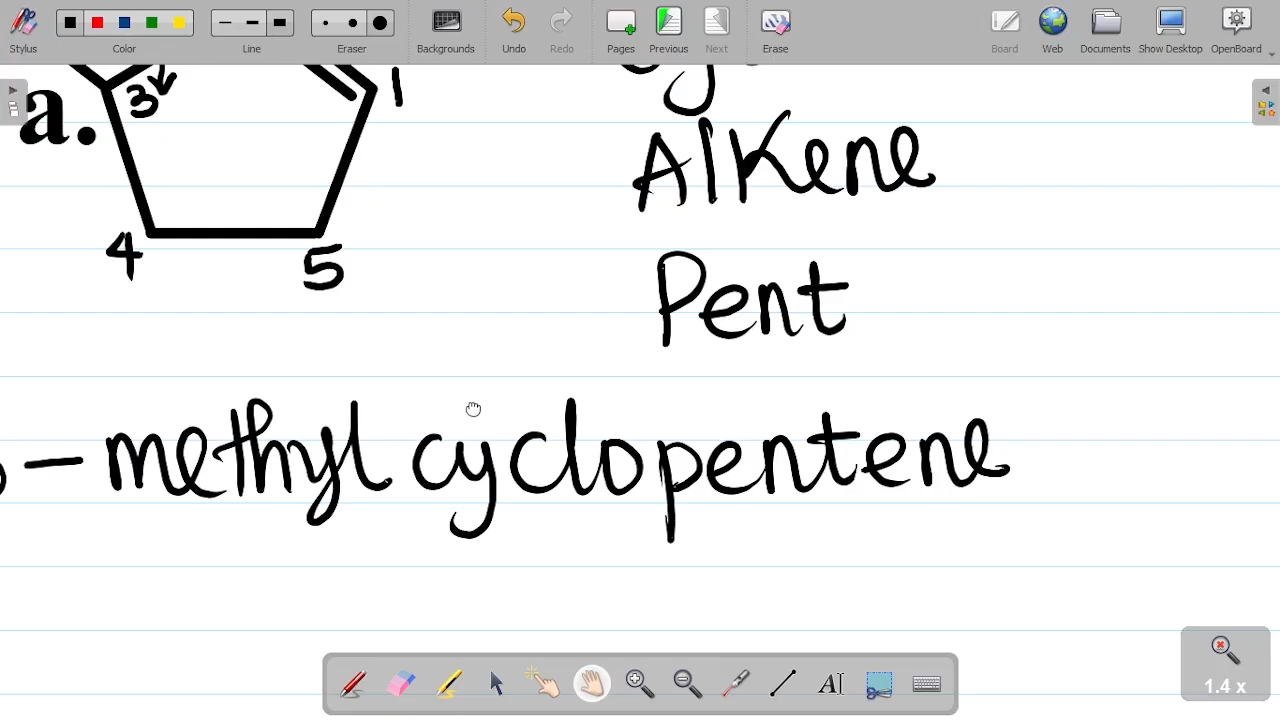 Stylus
Color
Line
Eraser
Backgrounds
Undo
Redo
Pages
Previous
Next
Erase
Board
Web
Documents
Show Desktop
OpenBoard
a.
3
1
4
5
Alkene
Pent
- methyl cyclopentene
AI
1.4 x